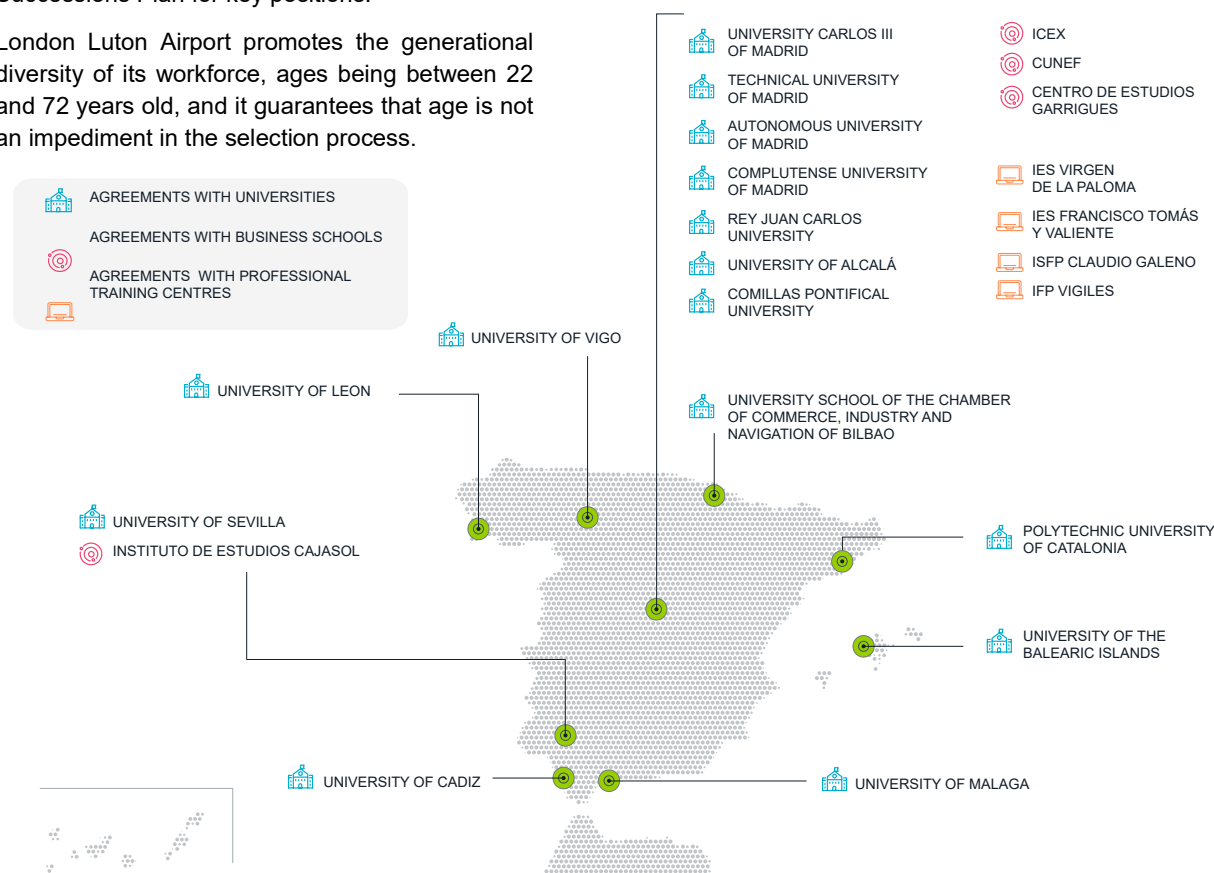 Successions Plan for key positions.
London Luton Airport promotes the generational
diversity of its workforce, ages being between 22
and 72 years old, and it guarantees that age is not
an impediment in the selection process.
AGREEMENTS WITH UNIVERSITIES
AGREEMENTS WITH BUSINESS SCHOOLS
AGREEMENTS WITH PROFESSIONAL
TRAINING CENTRES
UNIVERSITY CARLOS III
OF MADRID
TECHNICAL UNIVERSITY
OF MADRID
AUTONOMOUS UNIVERSITY
OF MADRID
COMPLUTENSE UNIVERSITY
OF MADRID
REY JUAN CARLOS
UNIVERSITY
UNIVERSITY OF ALCALÁ
COMILLAS PONTIFICAL
UNIVERSITY
ICEX
CUNEF
CENTRO DE ESTUDIOS
GARRIGUES
IES VIRGEN
DE LA PALOMA
IES FRANCISCO TOMÁS
Y VALIENTE
ISFP CLAUDIO GALENO
IFP VIGILES
UNIVERSITY OF VIGO
UNIVERSITY OF LEON
UNIVERSITY SCHOOL OF THE CHAMBER
OF COMMERCE, INDUSTRY AND
NAVIGATION OF BILBAO
UNIVERSITY OF SEVILLA
INSTITUTO DE ESTUDIOS CAJASOL
POLYTECHNIC UNIVERSITY
OF CATALONIA
UNIVERSITY OF THE
BALEARIC ISLANDS
UNIVERSITY OF CADIZ
UNIVERSITY OF MALAGA